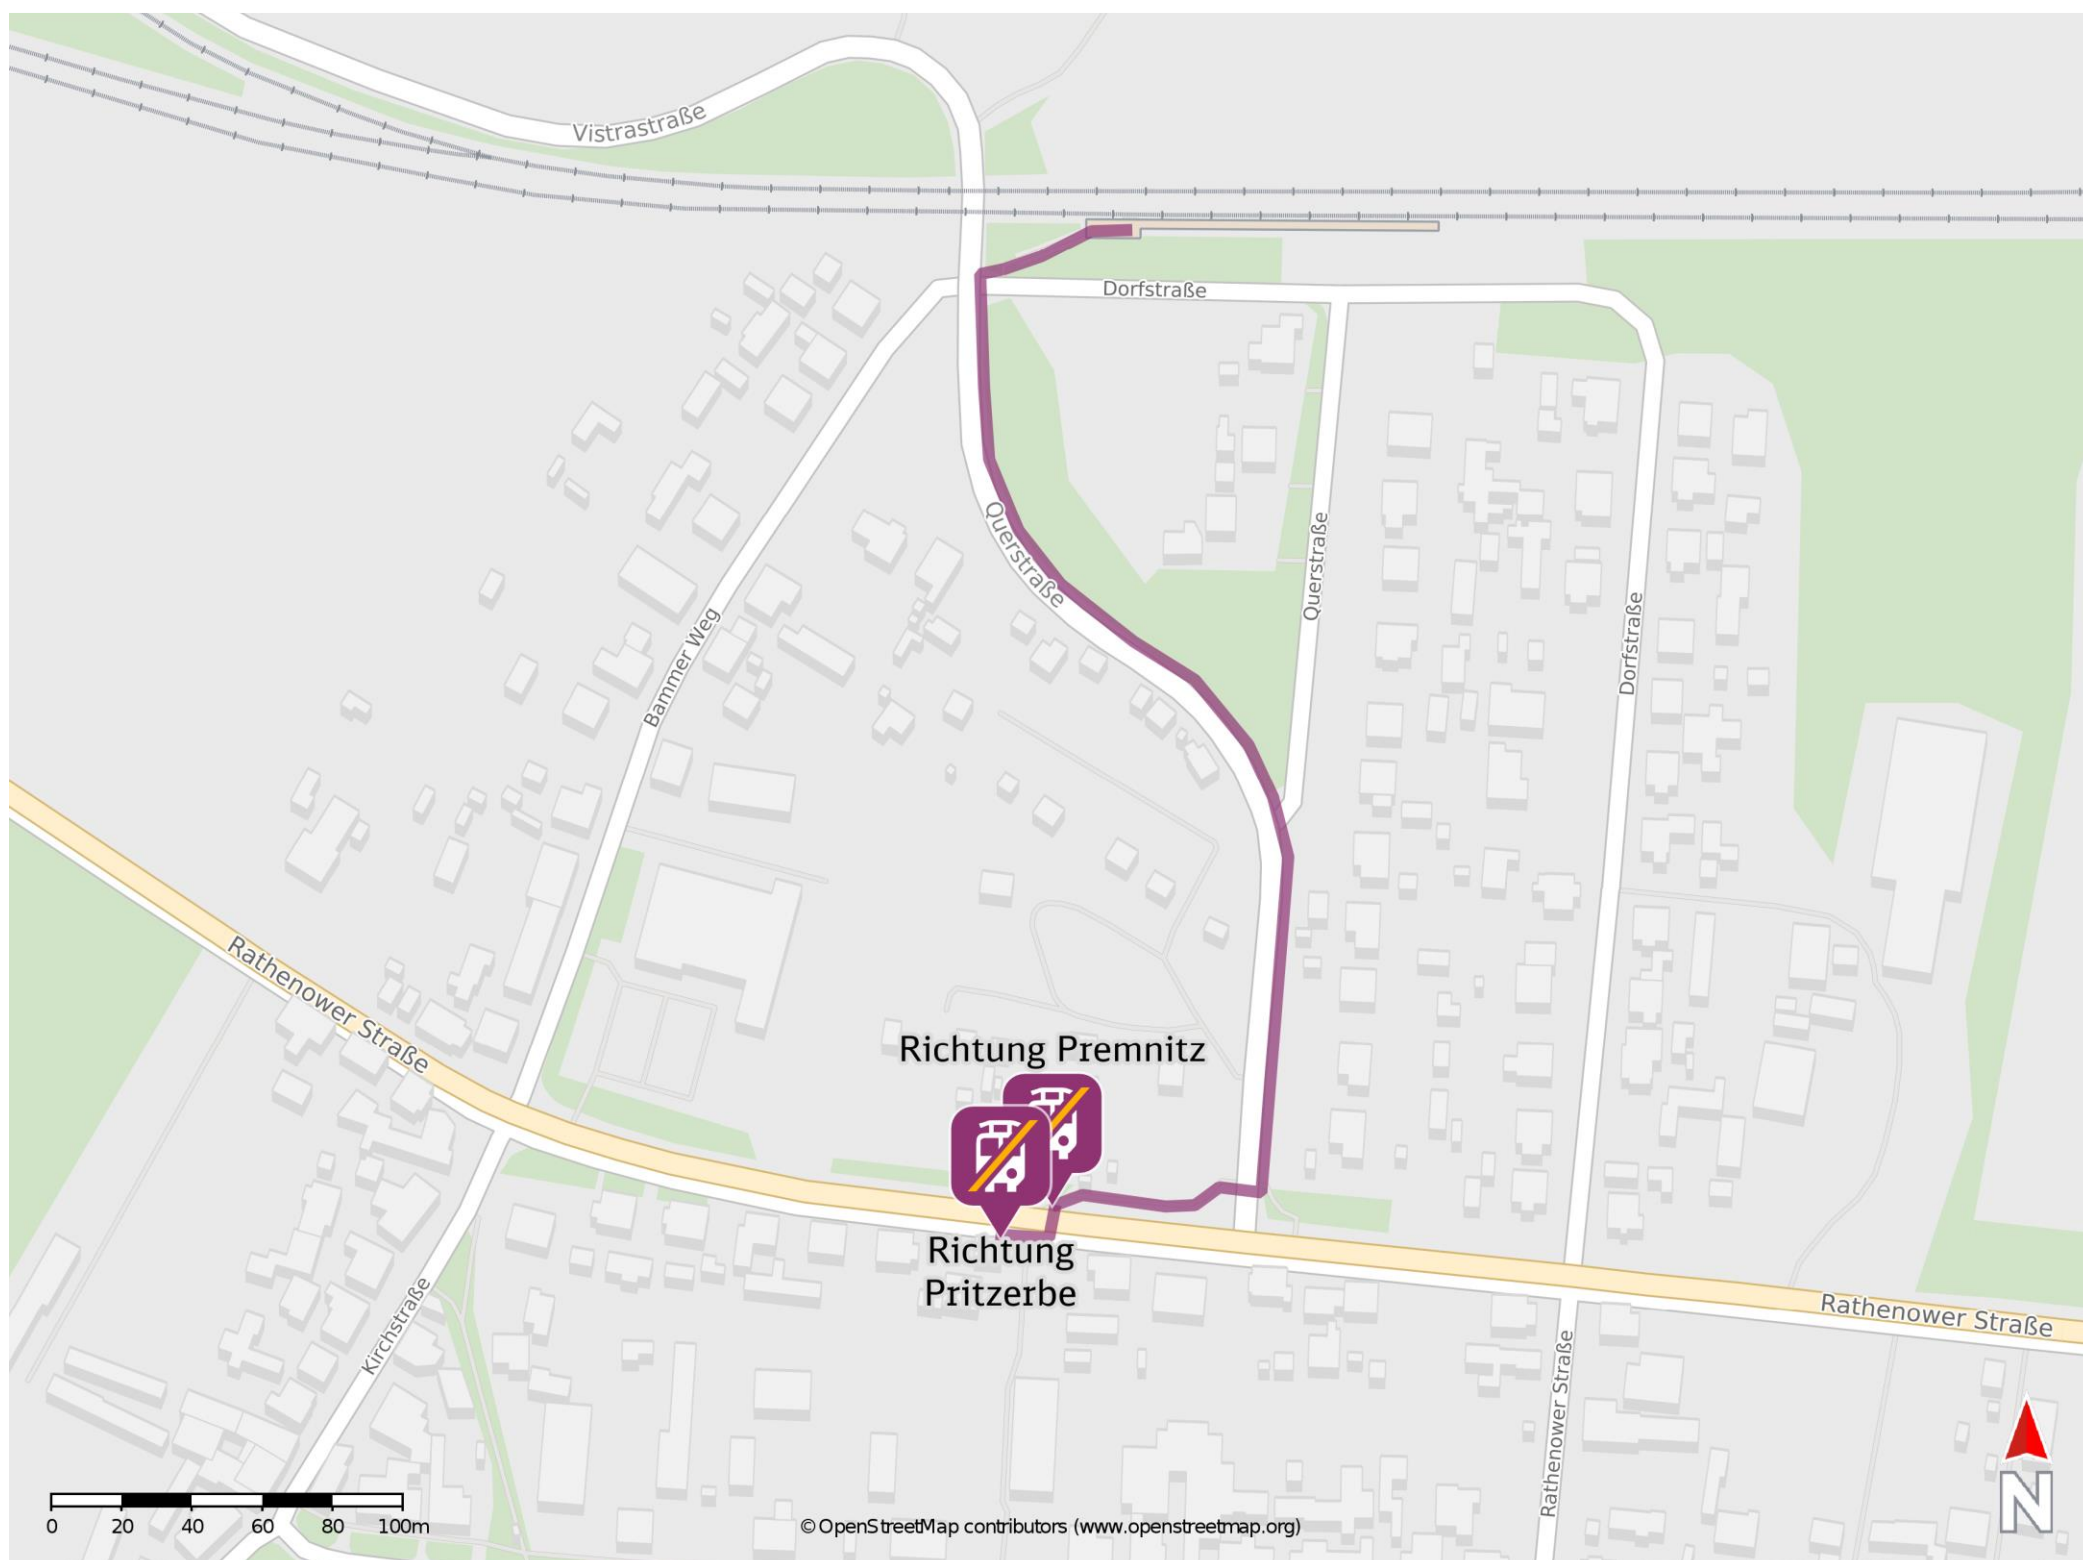 Vistrastraße
Dorfstraße
Querstraße
Querstraße
Dorfstraße
Bammer Weg
Rathenower Straße
Richtung Premnitz
Richtung
Pritzerbe
Rathenower Straße
Kirchstraße
Rathenower Straße
N
0 20 40 60 80 100m
© OpenStreetMap contributors (www.openstreetmap.org)